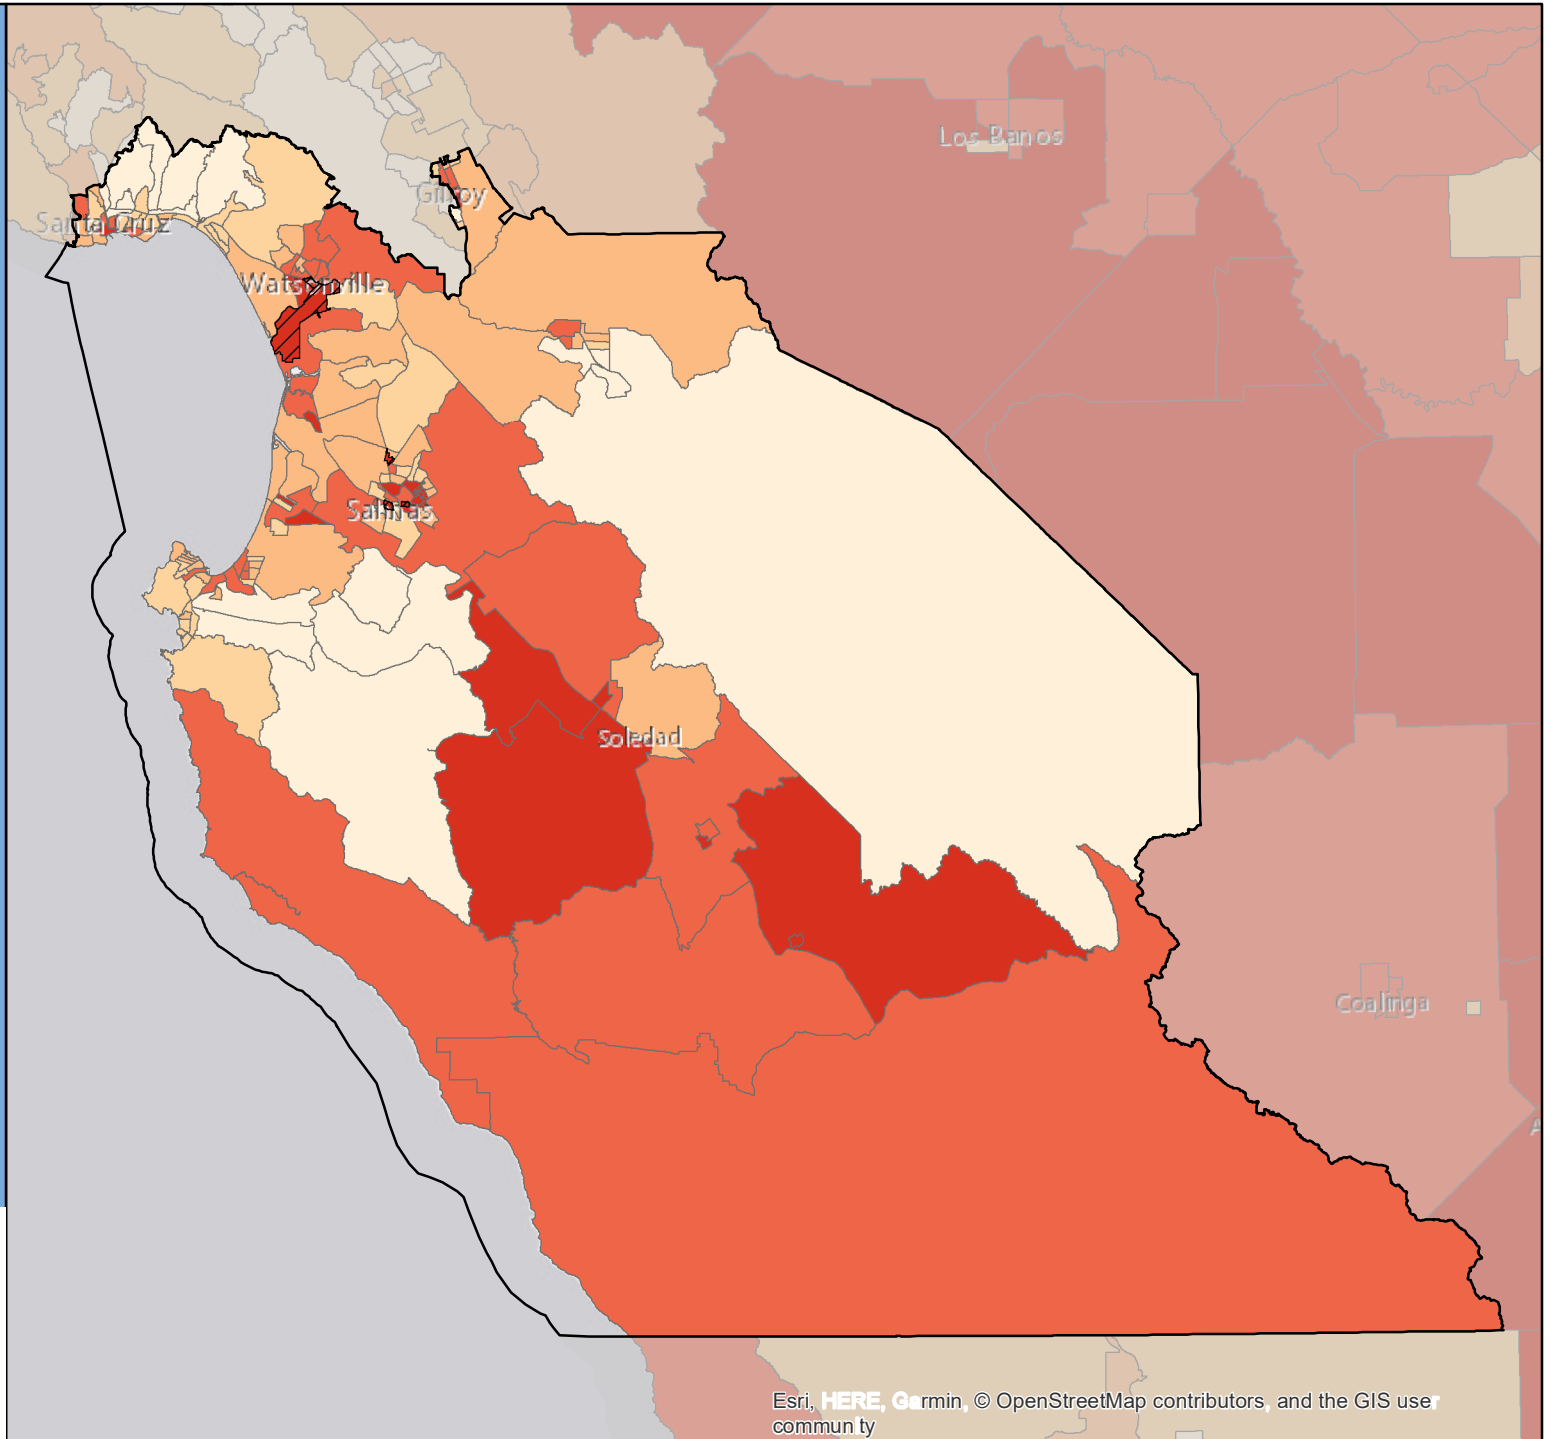 Los Banos
Gilroy
Santa Cruz
Watsonville
Salinas
Soledad
Coalinga
A
Esri, HERE, Garmin, © OpenStreetMap contributors, and the GIS user
community